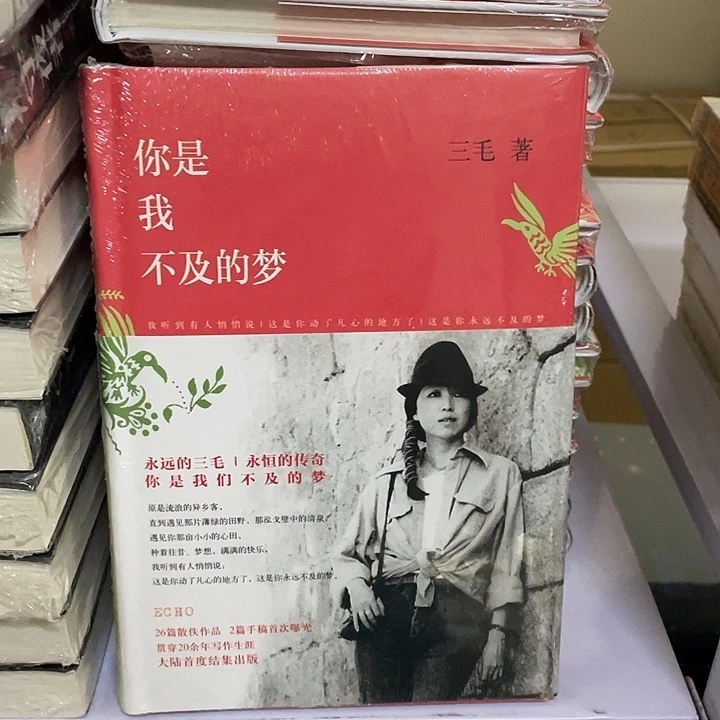 你是
我
不及的梦
三毛 著
我听到有人悄悄说|这是你动了凡心的地方了|这是你永远不及的梦
永远的三毛 | 永恒的传奇
你是我们不及的梦
原是流浪的异乡客,
直到遇见那片薄绿的田野,那泓戈壁中的清泉,
遇见你那亩小小的心田,
种着往昔、梦想、满满的快乐,
我听到有人悄悄说:
这是你动了凡心的地方了,这是你永远不及的梦。
ECHO
26篇散佚作品 2篇手稿首次曝光
贯穿20余年写作生涯
大陆首度结集出版